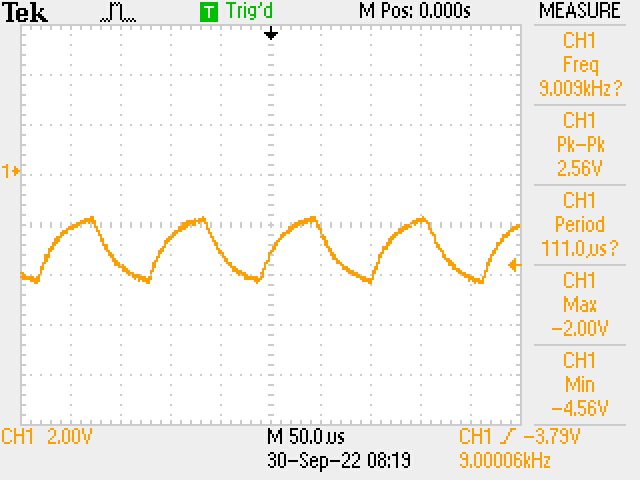 Tek T Trig'd M Pos: 0.000s MEASURE
CH1
Freq
9.009kHz?
CH1
Pk-Pk
2.56V
1
CH1
Period
111.0µs?
CH1
Max
-2.00V
CH1
Min
-4.56V
CH1 2.00V M 50.0µs CH1 -3.79V
30-Sep-22 08:19 9.00006kHz